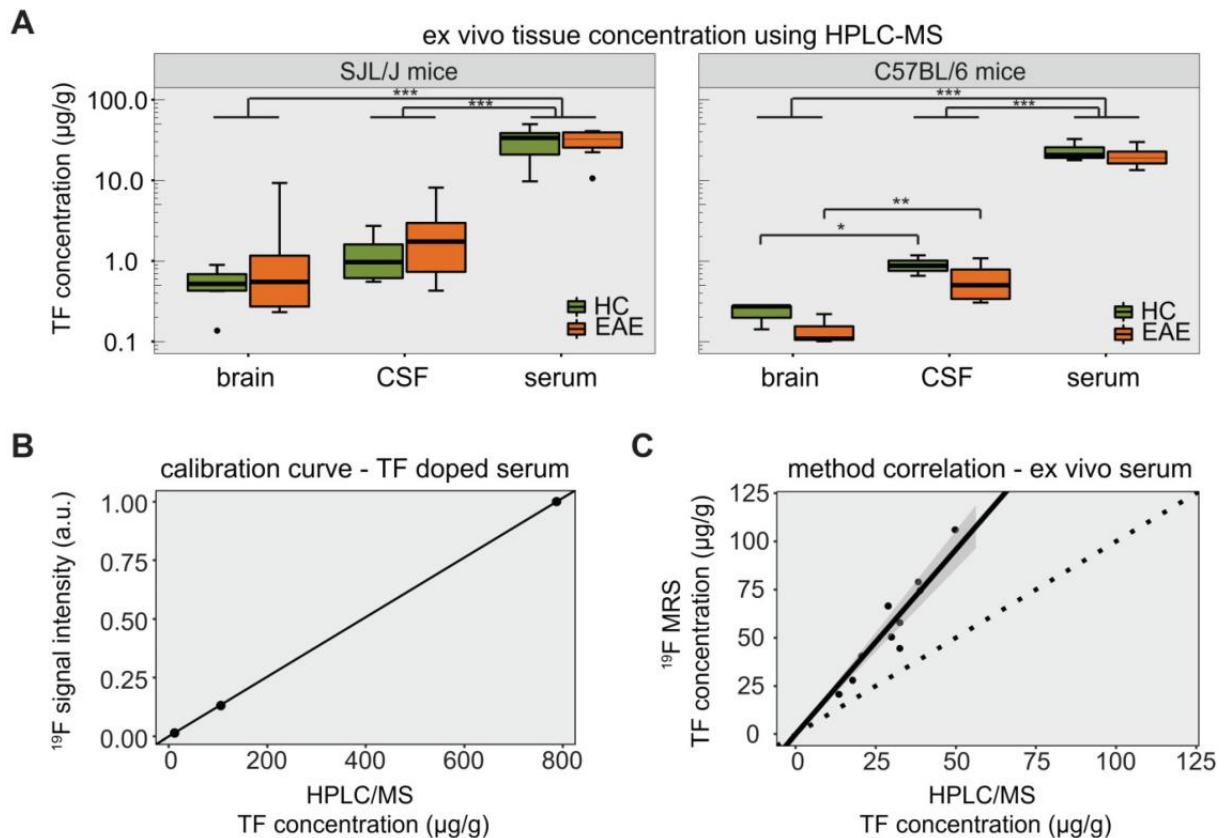 A
ex vivo tissue concentration using HPLC-MS
SJL/J mice
C57BL/6 mice
TF concentration (µg/g)
100.0
10.0
1.0
0.1
***
***
***
***
*
**
HC
EAE
HC
EAE
brain
CSF
serum
brain
CSF
serum
B
calibration curve - TF doped serum
¹⁹F signal intensity (a.u.)
1.00
0.75
0.50
0.25
0.00
0
200
400
600
800
HPLC/MS
TF concentration (µg/g)
C
method correlation - ex vivo serum
¹⁹F MRS
TF concentration (µg/g)
125
100
75
50
25
0
0
25
50
75
100
125
HPLC/MS
TF concentration (µg/g)